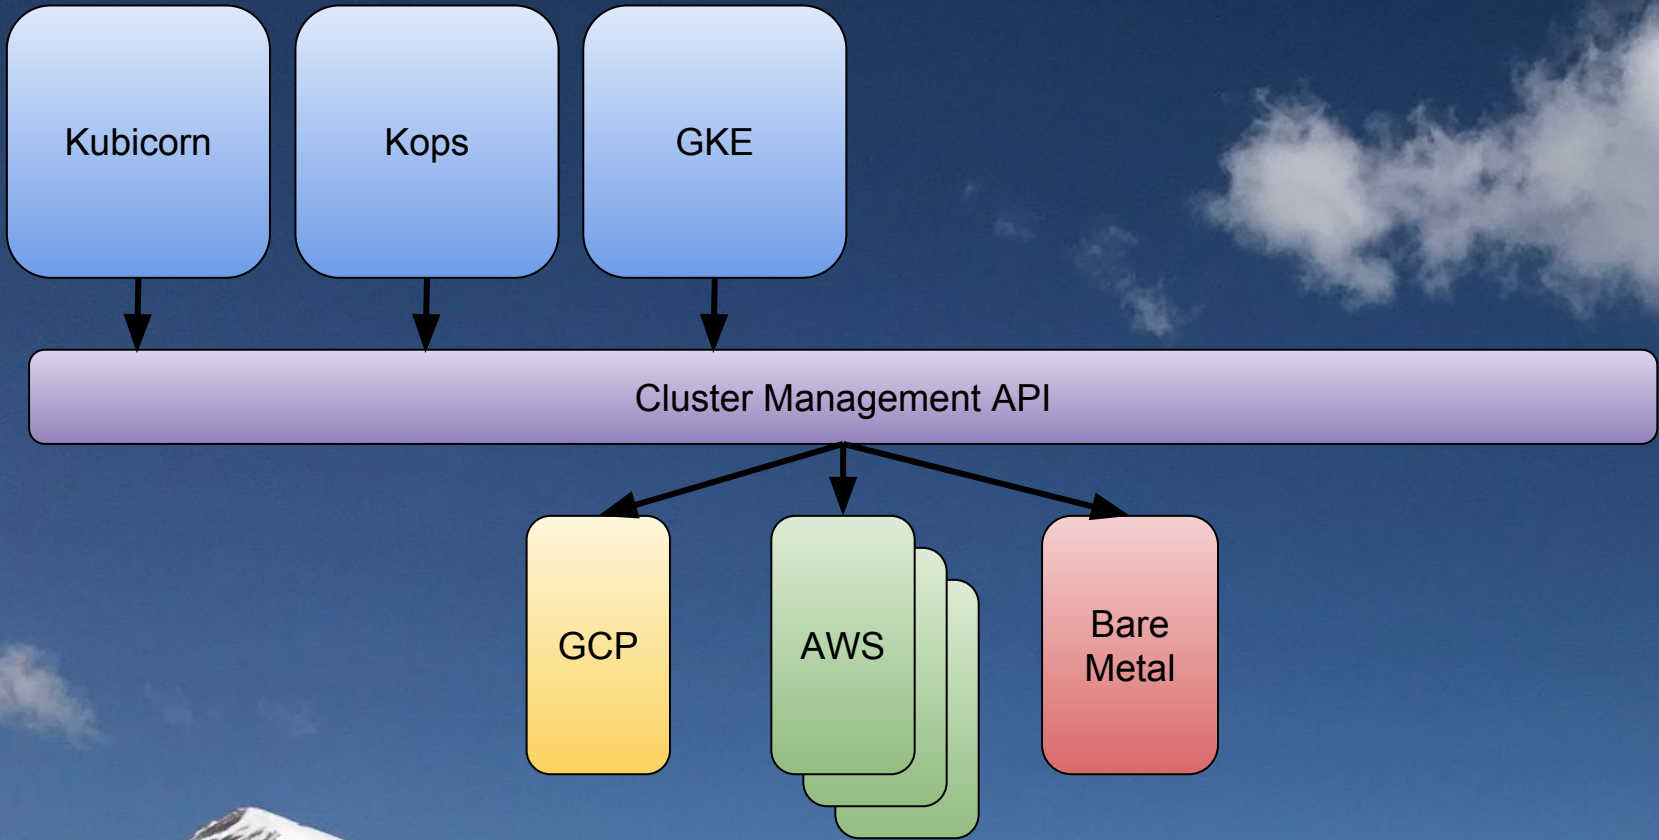 Kubicorn
Kops
GKE
Cluster Management API
GCP
AWS
Bare
Metal